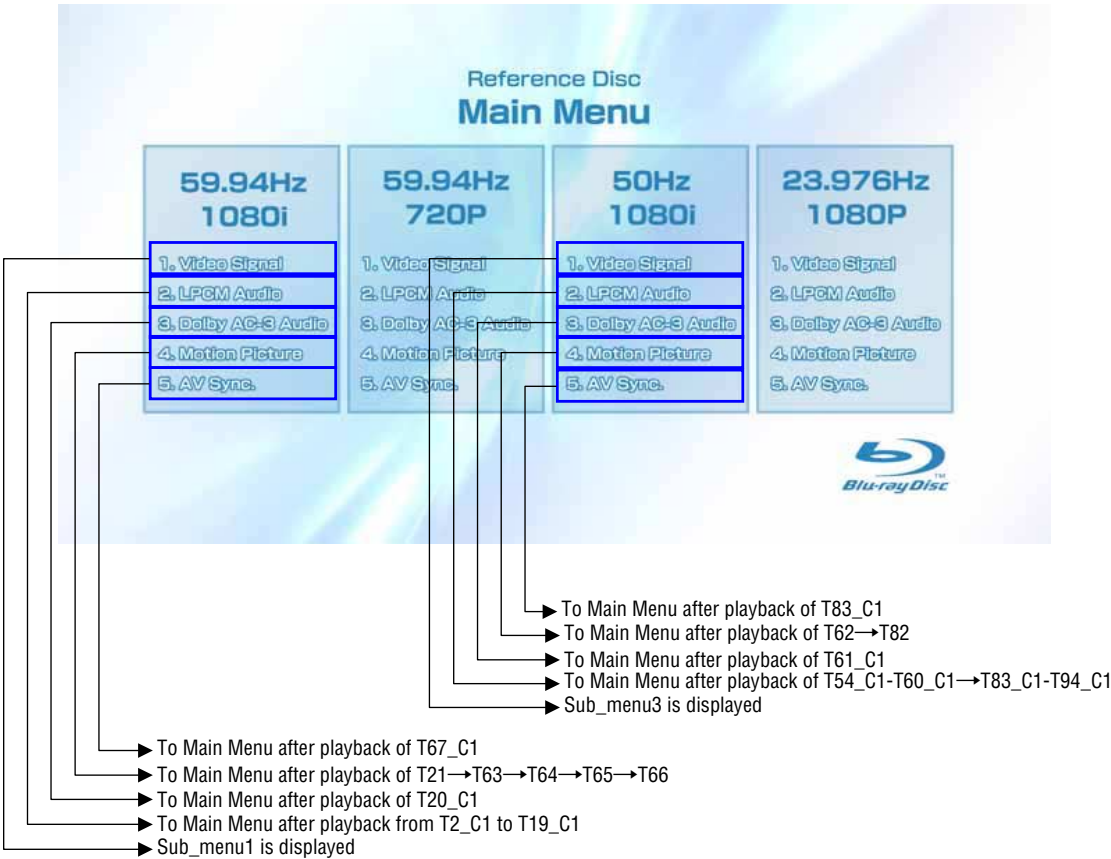 Reference Disc
Main Menu
59.94Hz
1080i
1. Video Signal
2. LPCM Audio
3. Dolby AC-3 Audio
4. Motion Picture
5. AV Sync.
59.94Hz
720P
1. Video Signal
2. LPCM Audio
3. Dolby AC-3 Audio
4. Motion Picture
5. AV Sync.
50Hz
1080i
1. Video Signal
2. LPCM Audio
3. Dolby AC-3 Audio
4. Motion Picture
5. AV Sync.
23.976Hz
1080P
1. Video Signal
2. LPCM Audio
3. Dolby AC-3 Audio
4. Motion Picture
5. AV Sync.
TM
Blu-ray Disc
To Main Menu after playback of T83_C1
To Main Menu after playback of T62→T82
To Main Menu after playback of T61_C1
To Main Menu after playback of T54_C1-T60_C1→T83_C1-T94_C1
Sub_menu3 is displayed
To Main Menu after playback of T67_C1
To Main Menu after playback of T21→T63→T64→T65→T66
To Main Menu after playback of T20_C1
To Main Menu after playback from T2_C1 to T19_C1
Sub_menu1 is displayed